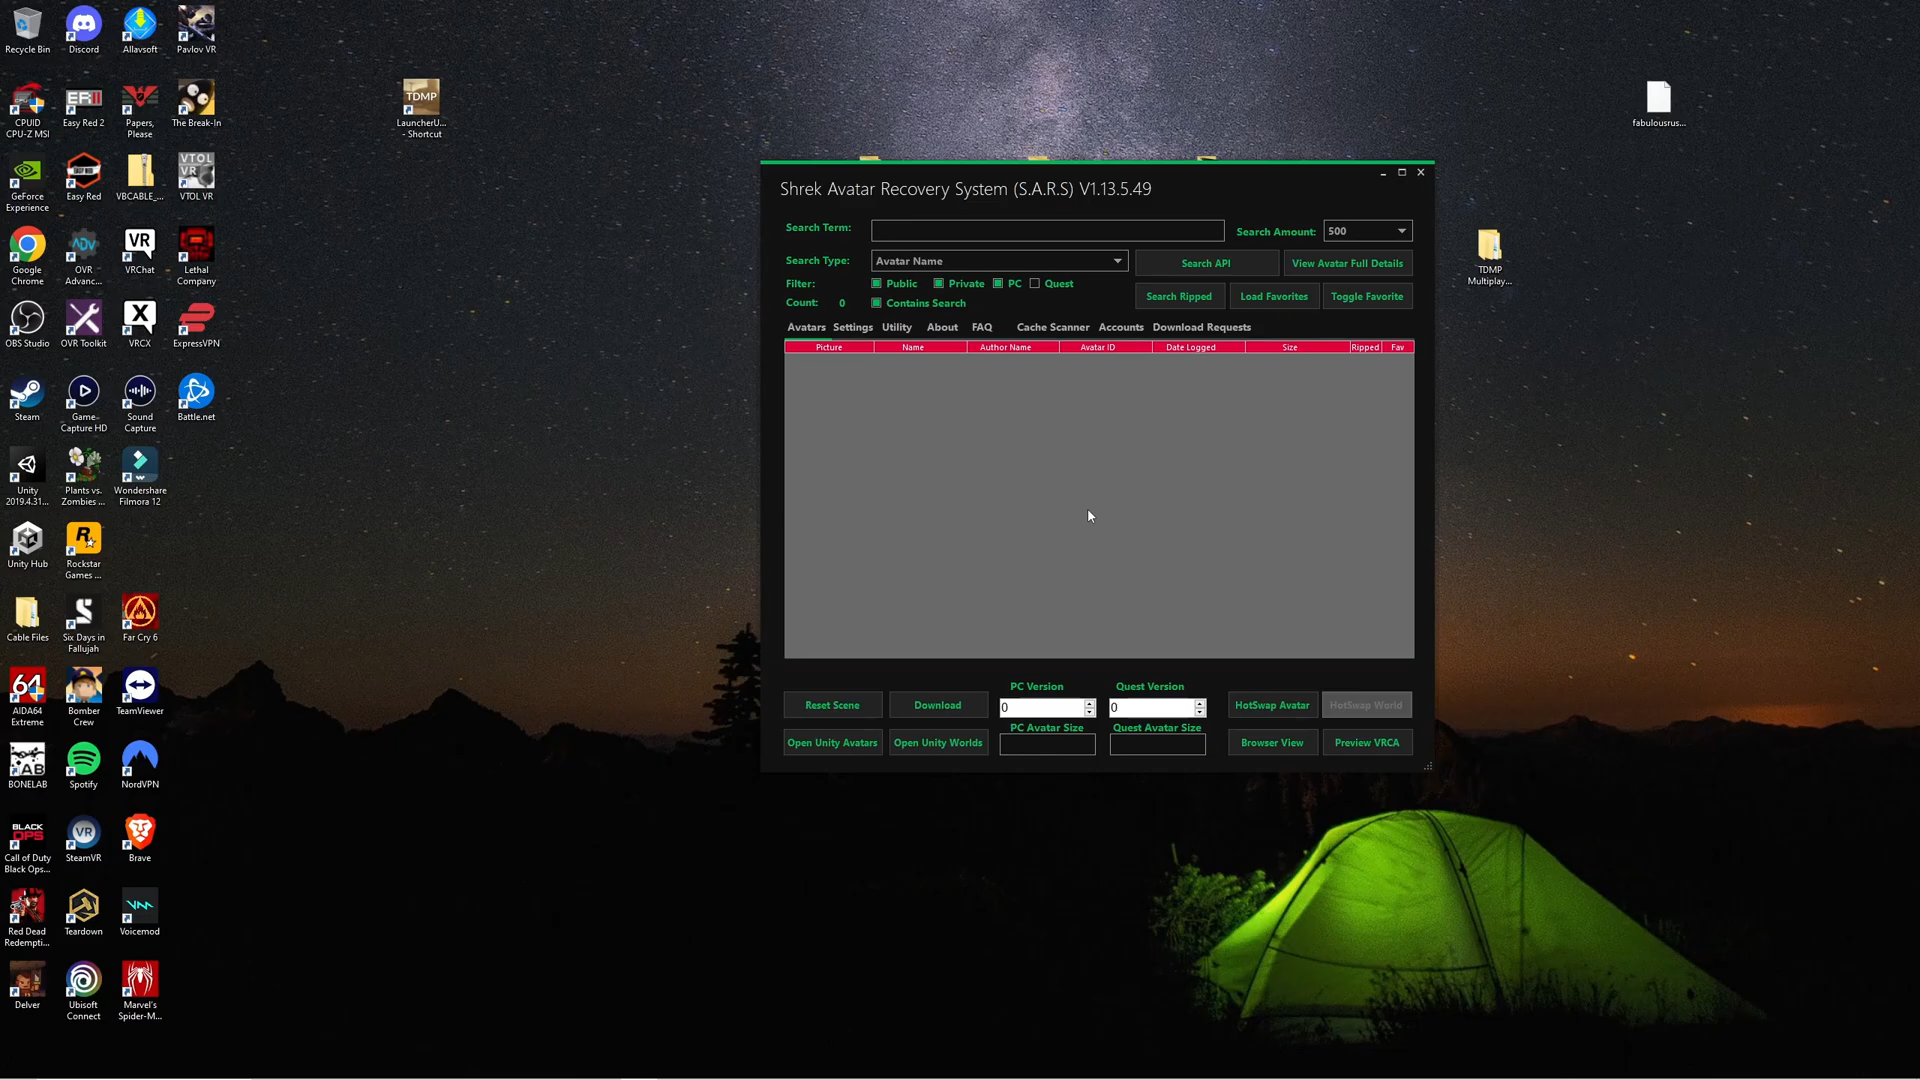 Recycle Bin
Discord
Allavsoft
Pavlov VR
CPUID
CPU-Z MSI
Easy Red 2
Papers,
Please
The Break-In
GeForce
Experience
Easy Red
VBCABLE_...
VTOL VR
Google
Chrome
OVR
Advanc...
VRChat
Lethal
Company
OBS Studio
OVR Toolkit
VRCX
ExpressVPN
Steam
Game
Capture HD
Sound
Capture
Battle.net
Unity
2019.4.31...
Plants vs.
Zombies ...
Wondershare
Filmora 12
Unity Hub
Rockstar
Games ...
Cable Files
Six Days in
Fallujah
Far Cry 6
AIDA64
Extreme
Bomber
Crew
TeamViewer
BONELAB
Spotify
NordVPN
Call of Duty
Black Ops...
SteamVR
Brave
Red Dead
Redempti...
Teardown
Voicemod
Delver
Ubisoft
Connect
Marvel's
Spider-M...
TDMP
LauncherU...
- Shortcut
fabulousrus...
TDMP
Multiplay...
Shrek Avatar Recovery System (S.A.R.S) V1.13.5.49
Search Term:
Search Amount: 500
Search Type: Avatar Name
Search API
View Avatar Full Details
Filter: Public Private PC Quest
Count: 0 Contains Search
Search Ripped
Load Favorites
Toggle Favorite
Avatars Settings Utility About FAQ Cache Scanner Accounts Download Requests
Picture Name Author Name Avatar ID Date Logged Size Ripped Fav
PC Version Quest Version
Reset Scene Download 0 0 HotSwap Avatar HotSwap World
PC Avatar Size Quest Avatar Size
Open Unity Avatars Open Unity Worlds Browser View Preview VRCA